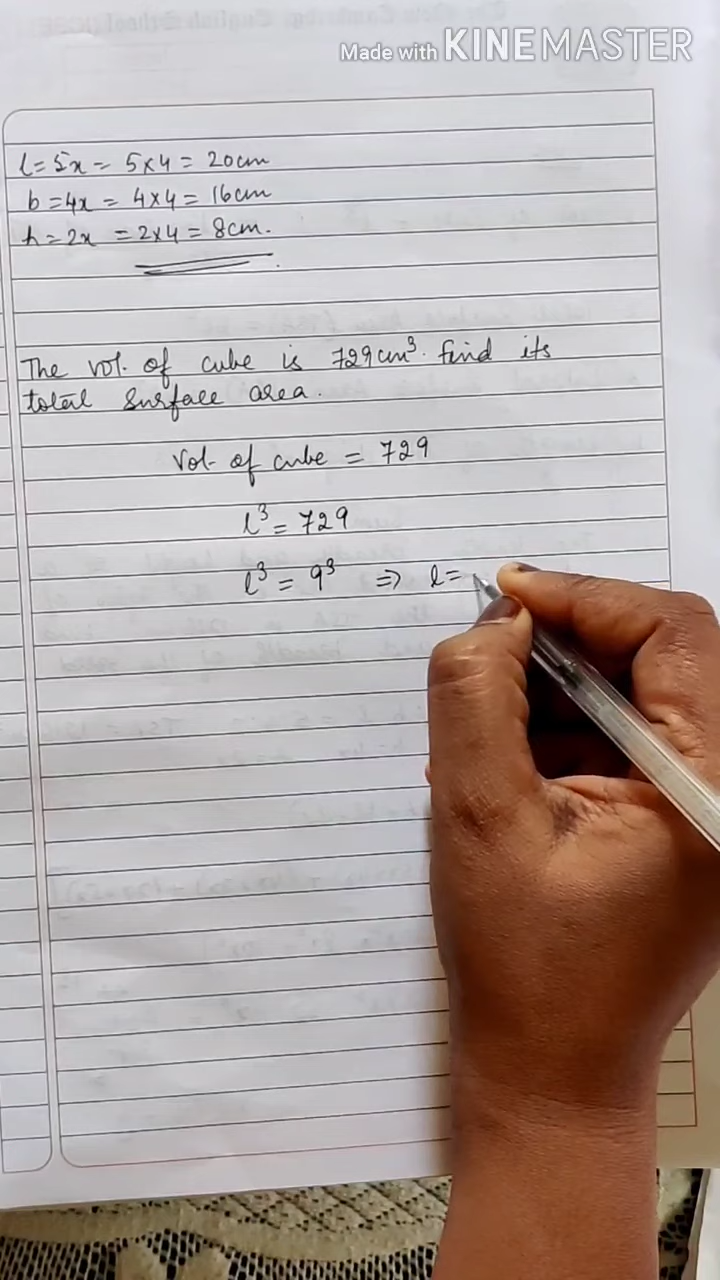 Made with KINEMASTER
l = 5x = 5×4 = 20cm
b = 4x = 4×4 = 16cm
h = 2x = 2×4 = 8cm.
The vol. of cube is 729cm³. find its
total surface area.
Vol. of cube = 729
l³ = 729
l³ = 9³ ⇒ l =